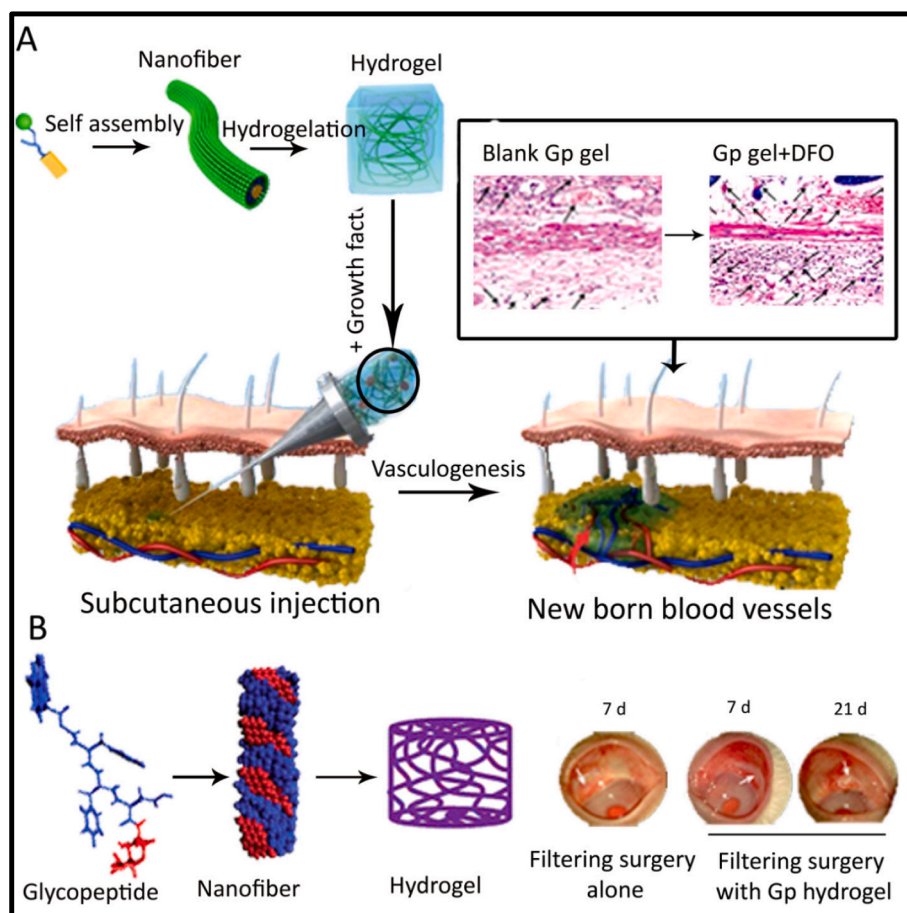 A
Nanofiber
Hydrogel
Self assembly
Hydrogelation
Blank Gp gel
Gp gel+DFO
+ Growth fact
Vasculogenesis
Subcutaneous injection
New born blood vessels
B
7 d
7 d
21 d
Glycopeptide
Nanofiber
Hydrogel
Filtering surgery
alone
Filtering surgery
with Gp hydrogel